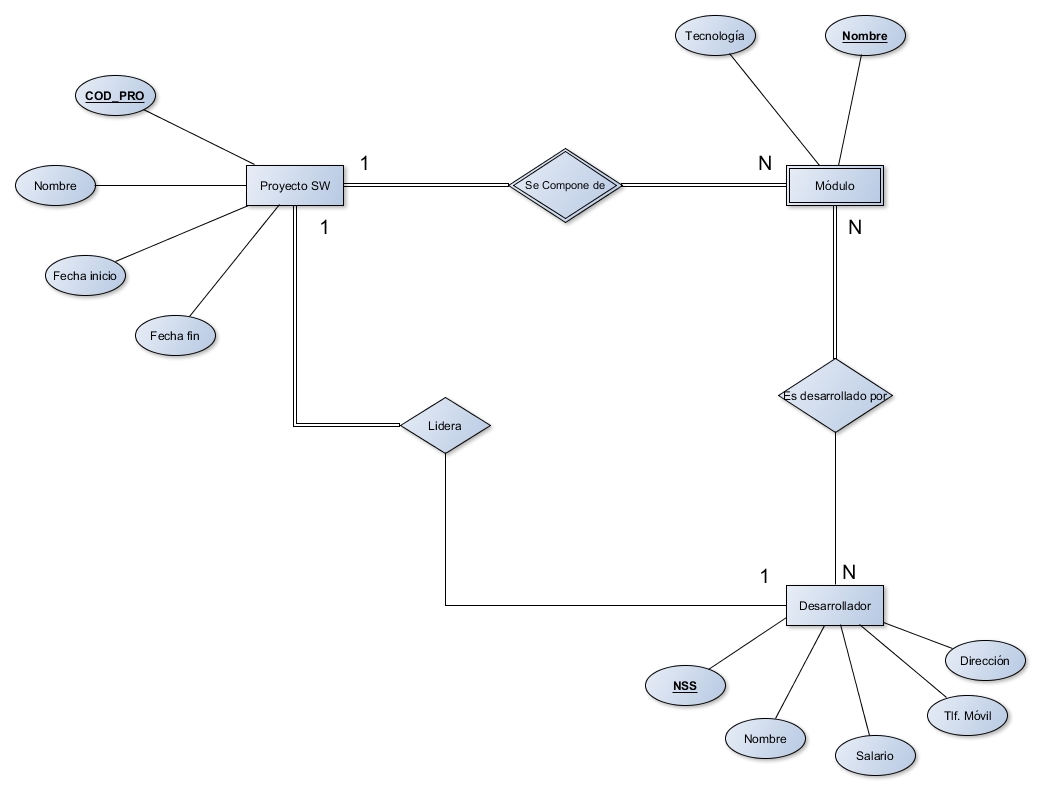 Tecnología
Nombre
COD_PRO
1
N
Nombre
Proyecto SW
Se Compone de
Módulo
1
N
Fecha inicio
Fecha fin
Es desarrollado por
Lidera
1
N
Desarrollador
NSS
Dirección
Tlf. Móvil
Nombre
Salario